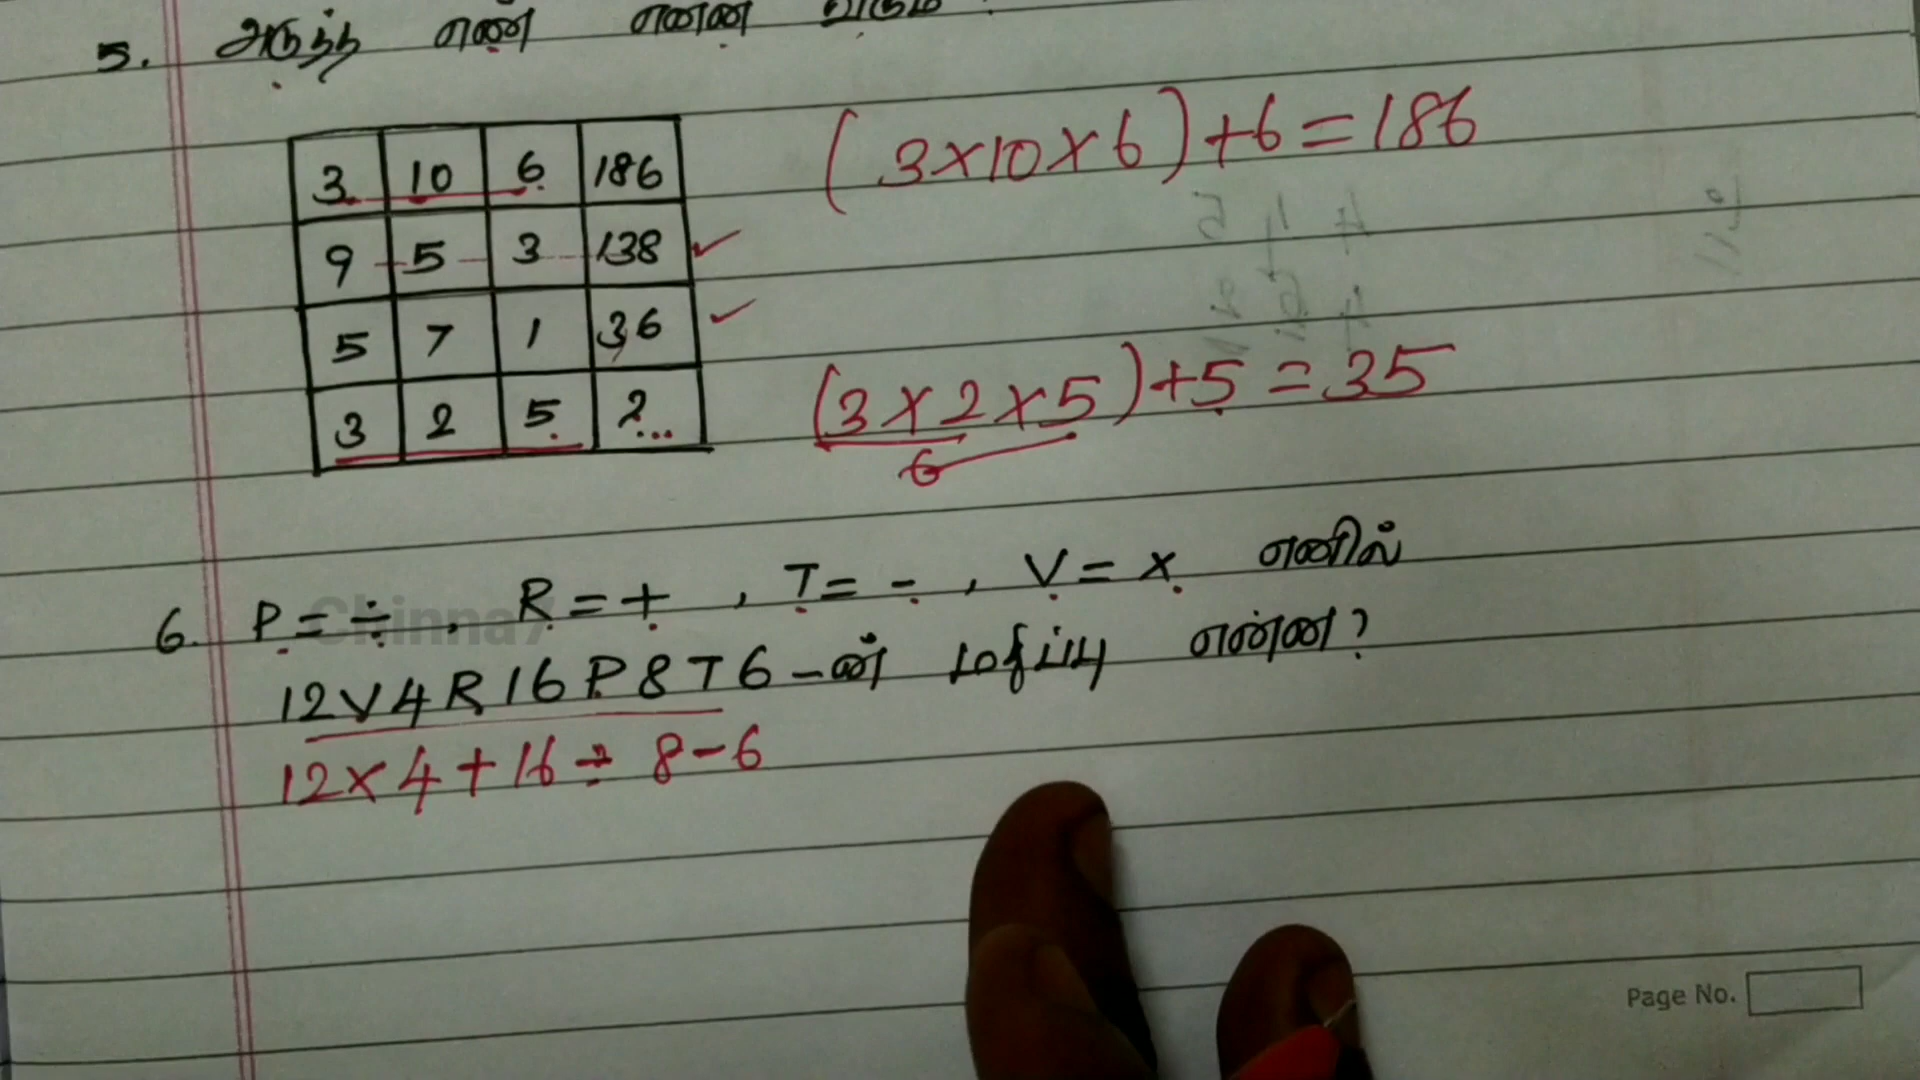 5. அடுத்த எண் என்ன வரும்
3 10 6 186
9 5 3 138
5 7 1 36
3 2 5 ?...
(3×10×6)+6=186
(3×2×5)+5=35
6
6. P=÷, R=+, T=-, V=× எனில்
12V4R16P8T6-ன் மதிப்பு என்ன?
12×4+16÷8-6
Chinna7
Page No.